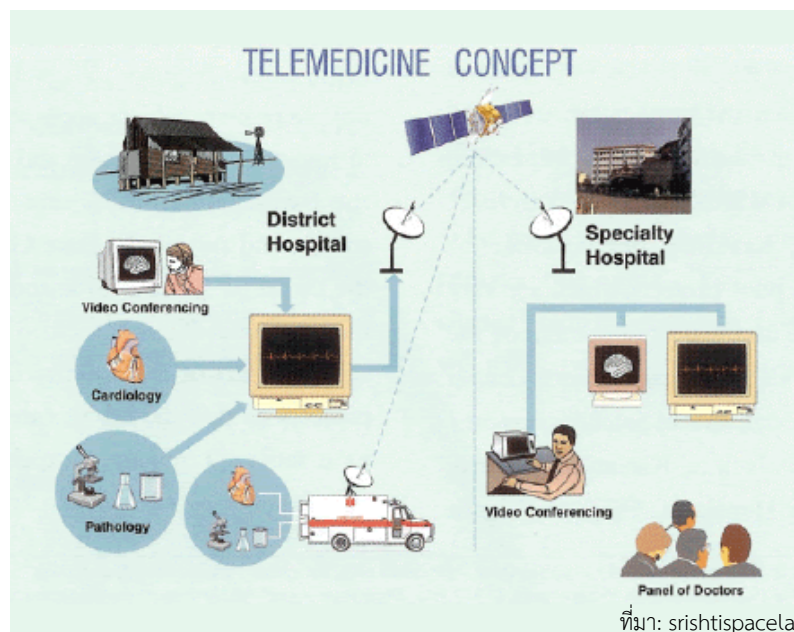 TELEMEDICINE CONCEPT
District
Hospital
Specialty
Hospital
Video Conferencing
Cardiology
Pathology
Video Conferencing
Panel of Doctors
ที่มา: srishtispacela